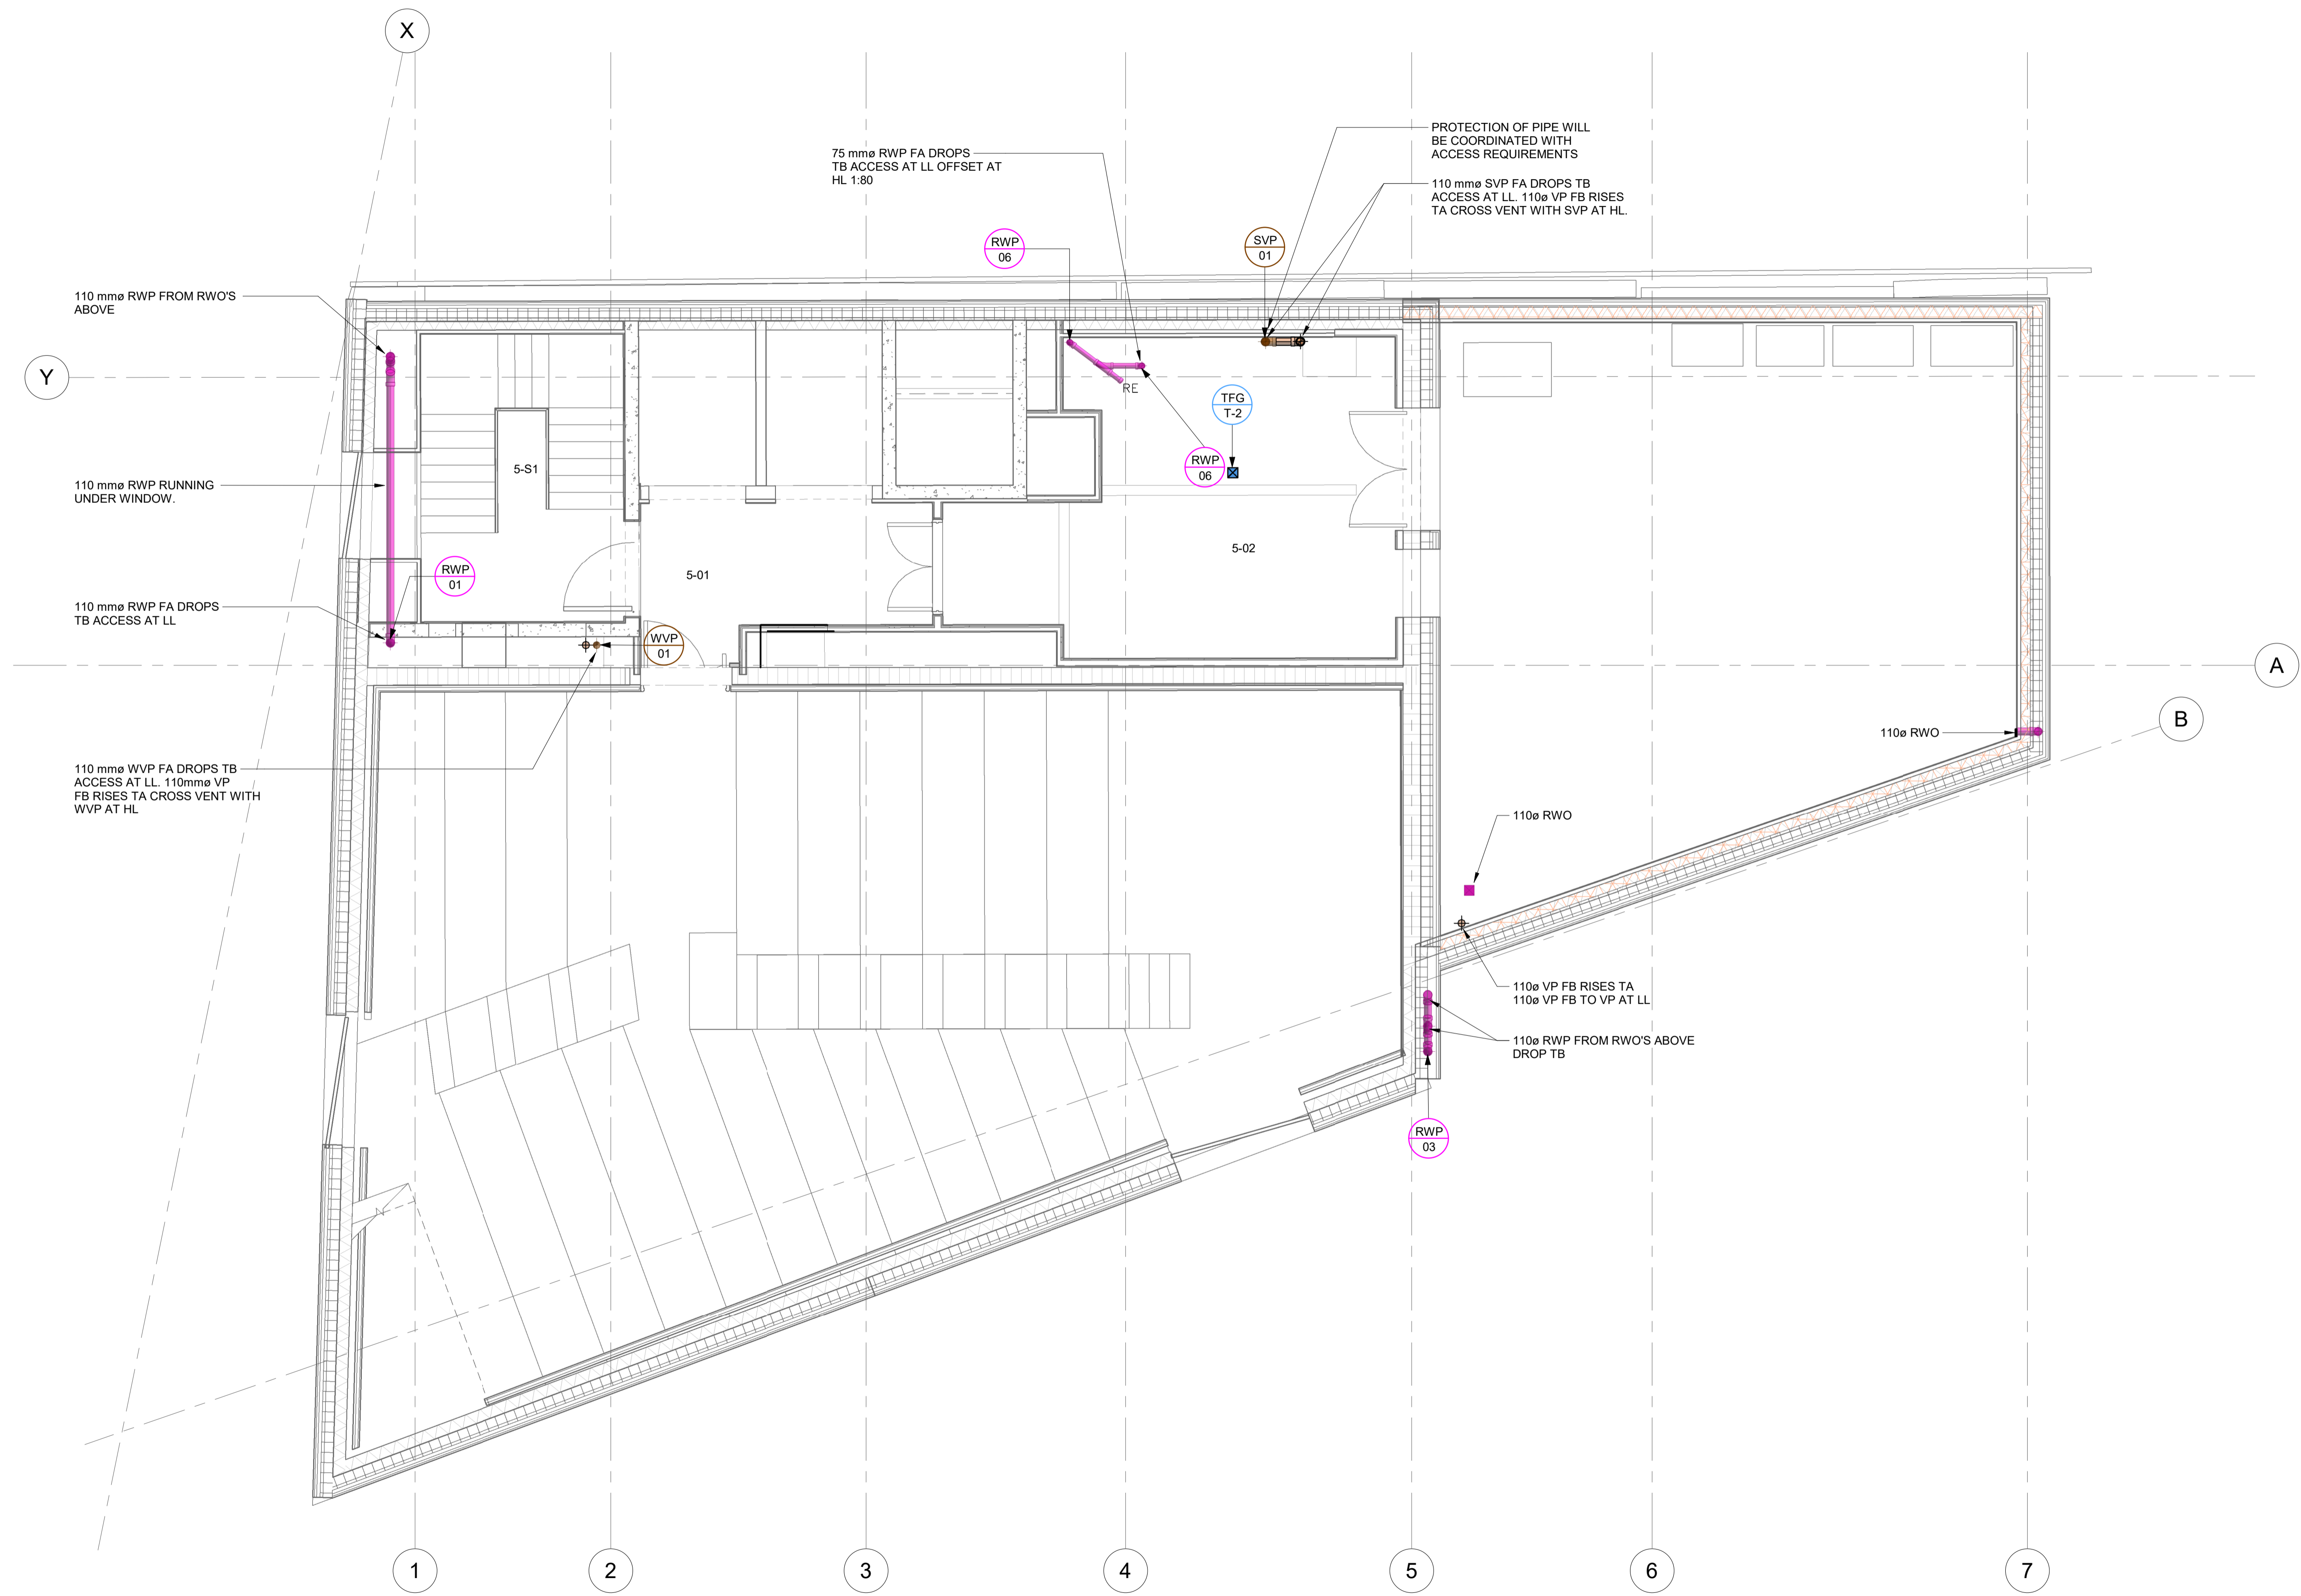 X
PROTECTION OF PIPE WILL
BE COORDINATED WITH
ACCESS REQUIREMENTS
75 mmø RWP FA DROPS
TB ACCESS AT LL OFFSET AT
HL 1:80
110 mmø SVP FA DROPS TB
ACCESS AT LL. 110ø VP FB RISES
TA CROSS VENT WITH SVP AT HL.
RWP
06
SVP
01
110 mmø RWP FROM RWO'S
ABOVE
Y
RE
TFG
T-2
RWP
06
5-S1
110 mmø RWP RUNNING
UNDER WINDOW.
5-02
5-01
RWP
01
110 mmø RWP FA DROPS
TB ACCESS AT LL
WVP
01
A
B
110ø RWO
110 mmø WVP FA DROPS TB
ACCESS AT LL. 110mmø VP
FB RISES TA CROSS VENT WITH
WVP AT HL
110ø RWO
110ø VP FB RISES TA
110ø VP FB TO VP AT LL
110ø RWP FROM RWO'S ABOVE
DROP TB
RWP
03
1
2
3
4
5
6
7